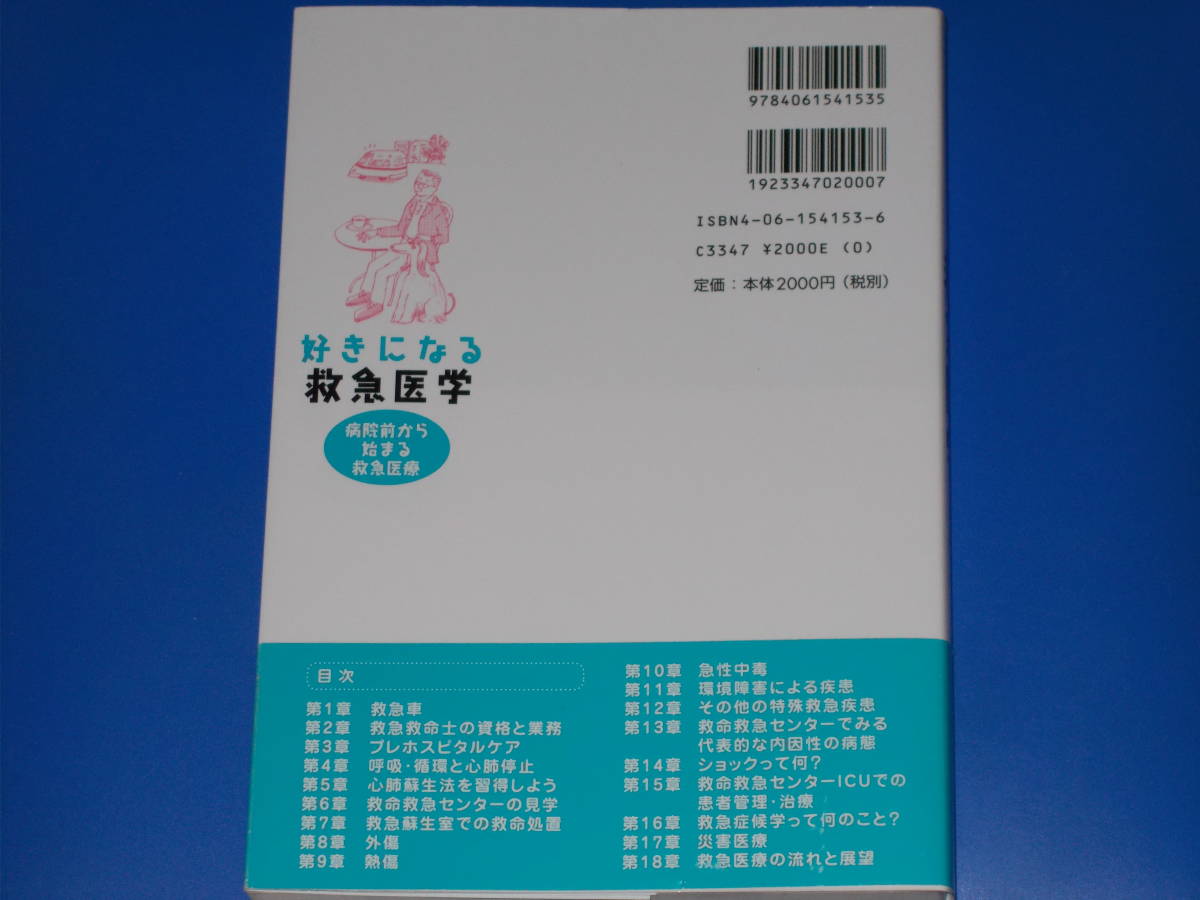 9784061541535
1923347020007
ISBN4-06-154153-6
C3347 ¥2000E (0)
定価：本体2000円（税別）
好きになる
救急医学
病院前から
始まる
救急医療
目次
第1章 救急車
第2章 救急救命士の資格と業務
第3章 プレホスピタルケア
第4章 呼吸・循環と心肺停止
第5章 心肺蘇生法を習得しよう
第6章 救命救急センターの見学
第7章 救急蘇生室での救命処置
第8章 外傷
第9章 熱傷
第10章 急性中毒
第11章 環境障害による疾患
第12章 その他の特殊救急疾患
第13章 救命救急センターでみる
代表的な内因性の病態
第14章 ショックって何？
第15章 救命救急センターICUでの
患者管理・治療
第16章 救急症候学って何のこと？
第17章 災害医療
第18章 救急医療の流れと展望